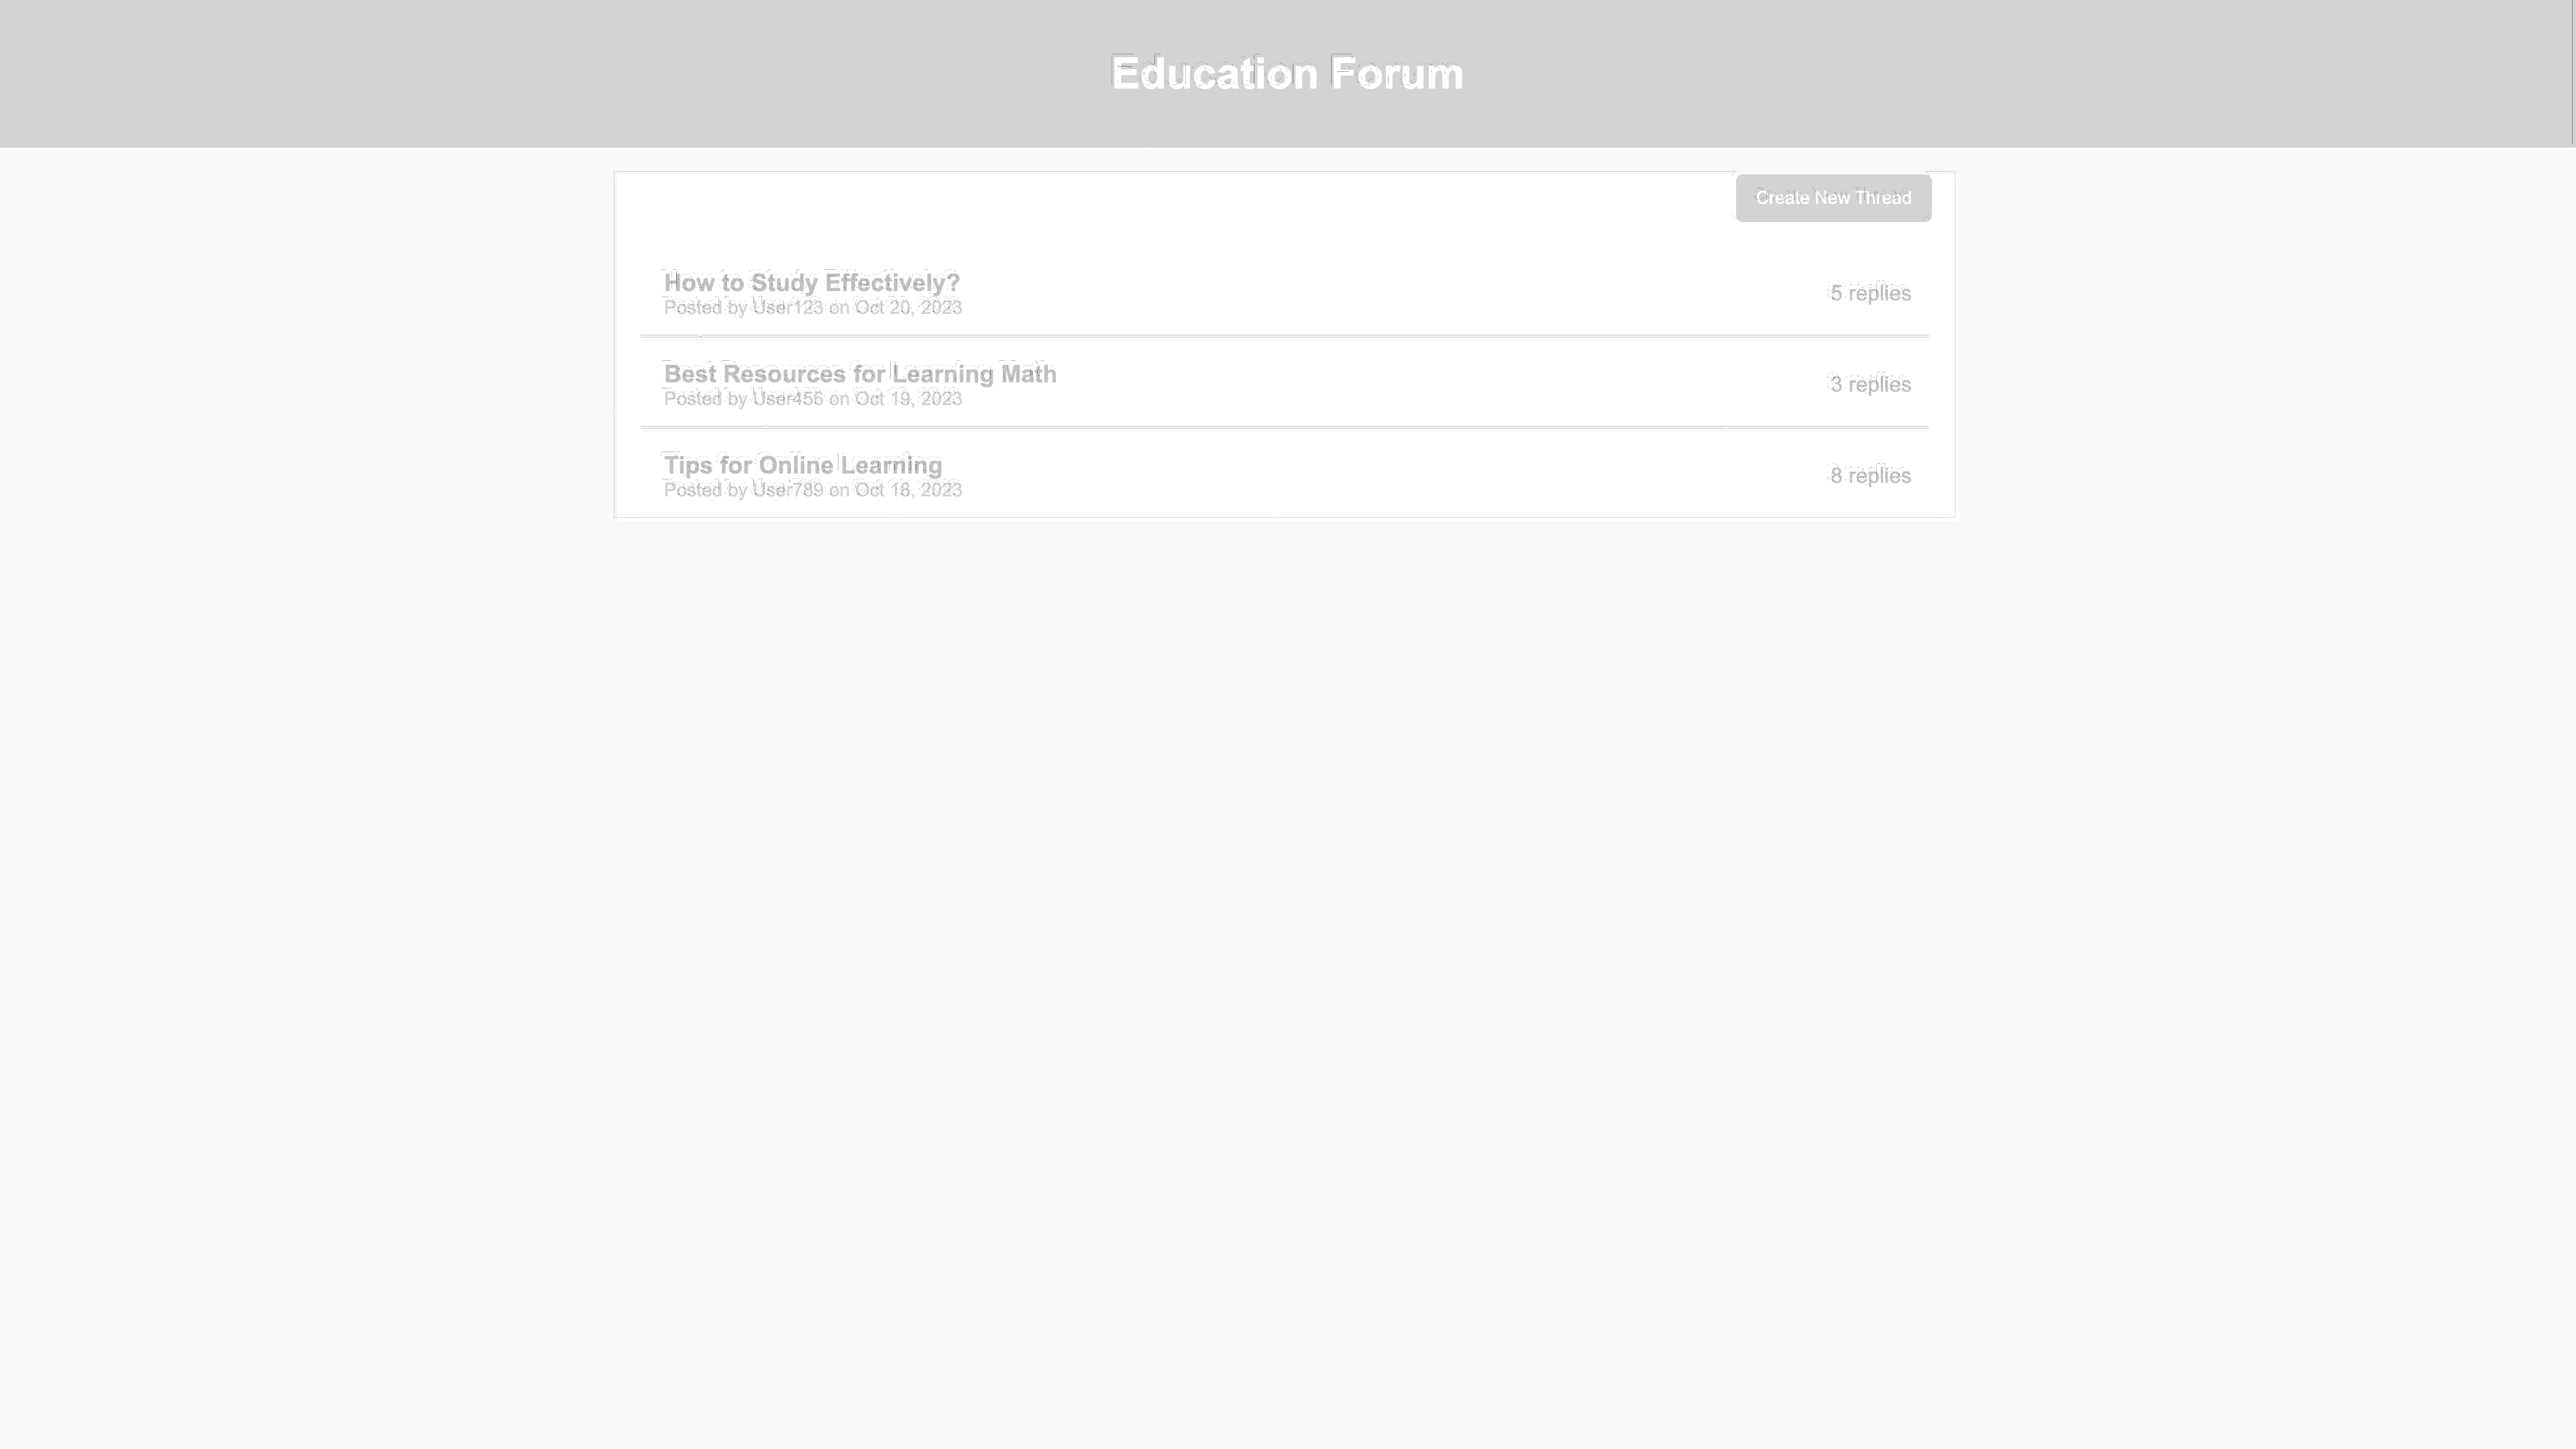 Education Forum
Create New Thread
How to Study Effectively?
Posted by User123 on Oct 20, 2023
5 replies
Best Resources for Learning Math
Posted by User456 on Oct 19, 2023
3 replies
Tips for Online Learning
Posted by User789 on Oct 18, 2023
8 replies